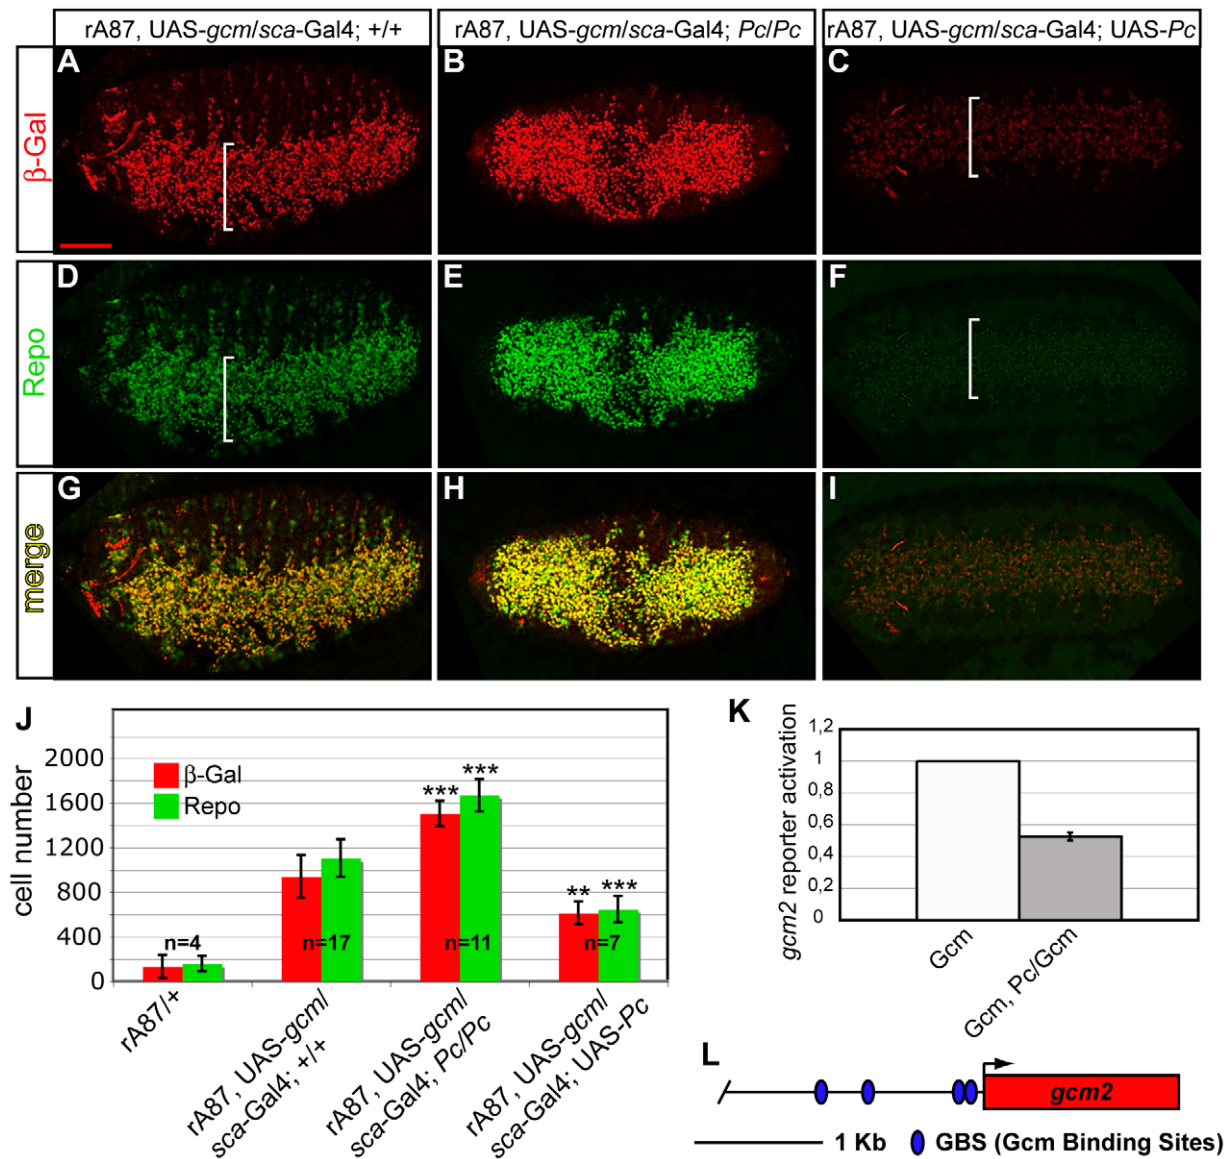 rA87, UAS-gcm/sca-Gal4; +/+
rA87, UAS-gcm/sca-Gal4; Pc/Pc
rA87, UAS-gcm/sca-Gal4; UAS-Pc
β-Gal
A
B
C
Repo
D
E
F
merge
G
H
I
J
cell number
2000
1600
1200
800
400
0
β-Gal
Repo
***
***
**
***
n=4
n=17
n=11
n=7
rA87/+
rA87, UAS-gcm/
sca-Gal4; +/+
rA87, UAS-gcm/
sca-Gal4; Pc/Pc
rA87, UAS-gcm/
sca-Gal4; UAS-Pc
K
gcm2 reporter activation
1,2
1
0,8
0,6
0,4
0,2
0
Gcm
Gcm, Pc/Gcm
L
gcm2
1 Kb
GBS (Gcm Binding Sites)